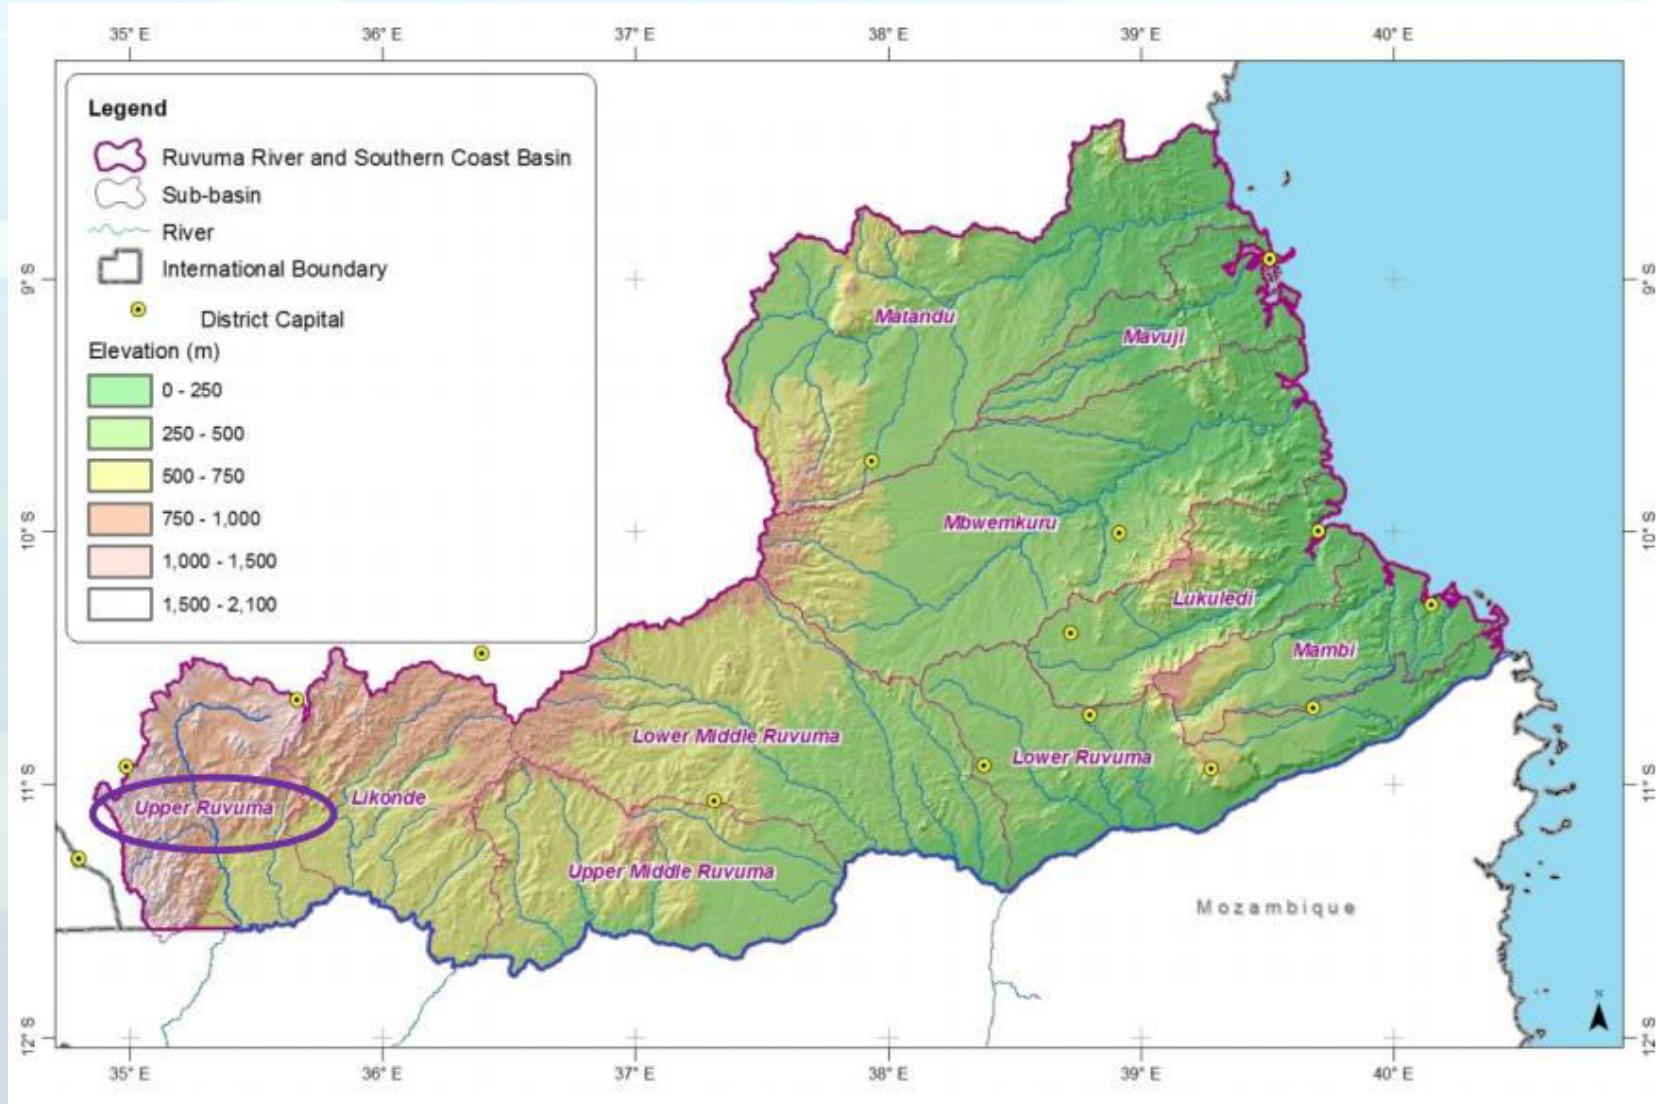 35° E 36° E 37° E 38° E 39° E 40° E
Legend
Ruvuma River and Southern Coast Basin
Sub-basin
River
International Boundary
District Capital
Elevation (m)
0 - 250
250 - 500
500 - 750
750 - 1,000
1,000 - 1,500
1,500 - 2,100
9° S 9° S
Matandu
Mavuji
10° S 10° S
Mbwemkuru
Lukuledi
Mambi
Lower Middle Ruvuma
Lower Ruvuma
11° S 11° S
Upper Ruvuma
Likonde
Upper Middle Ruvuma
Mozambique
N
12° S 12° S
35° E 36° E 37° E 38° E 39° E 40° E